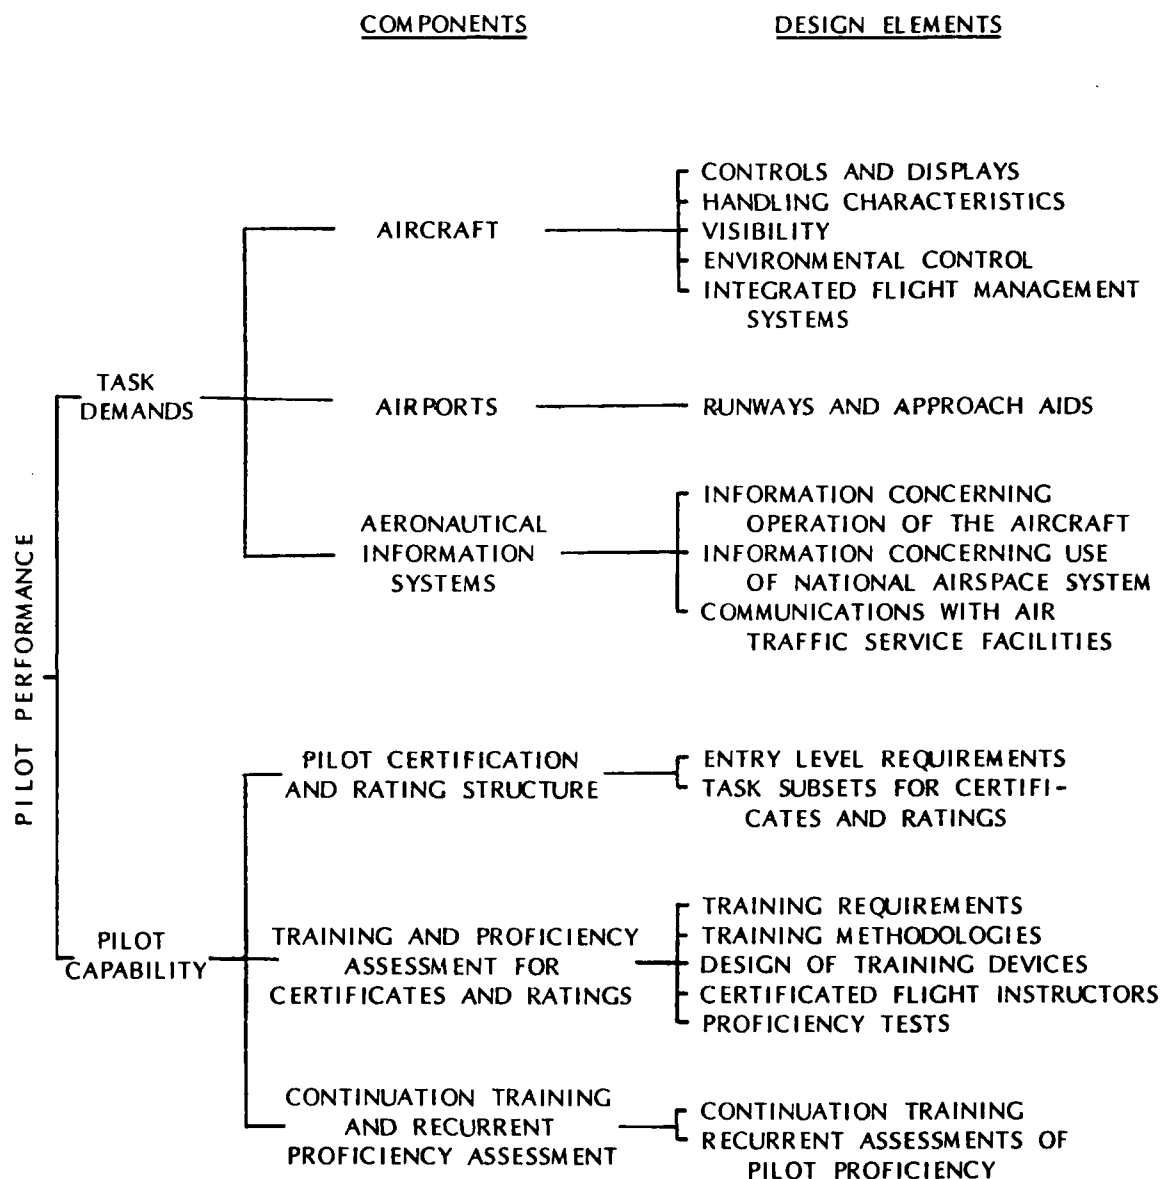 COMPONENTS
DESIGN ELEMENTS
CONTROLS AND DISPLAYS
HANDLING CHARACTERISTICS
AIRCRAFT
VISIBILITY
ENVIRONMENTAL CONTROL
INTEGRATED FLIGHT MANAGEMENT
SYSTEMS
TASK
DEMANDS
AIRPORTS
RUNWAYS AND APPROACH AIDS
AERONAUTICAL
INFORMATION
SYSTEMS
INFORMATION CONCERNING
OPERATION OF THE AIRCRAFT
INFORMATION CONCERNING USE
OF NATIONAL AIRSPACE SYSTEM
COMMUNICATIONS WITH AIR
TRAFFIC SERVICE FACILITIES
PILOT PERFORMANCE
PILOT CERTIFICATION
AND RATING STRUCTURE
ENTRY LEVEL REQUIREMENTS
TASK SUBSETS FOR CERTIFI-
CATES AND RATINGS
PILOT
CAPABILITY
TRAINING AND PROFICIENCY
ASSESSMENT FOR
CERTIFICATES AND RATINGS
TRAINING REQUIREMENTS
TRAINING METHODOLOGIES
DESIGN OF TRAINING DEVICES
CERTIFICATED FLIGHT INSTRUCTORS
PROFICIENCY TESTS
CONTINUATION TRAINING
AND RECURRENT
PROFICIENCY ASSESSMENT
CONTINUATION TRAINING
RECURRENT ASSESSMENTS OF
PILOT PROFICIENCY